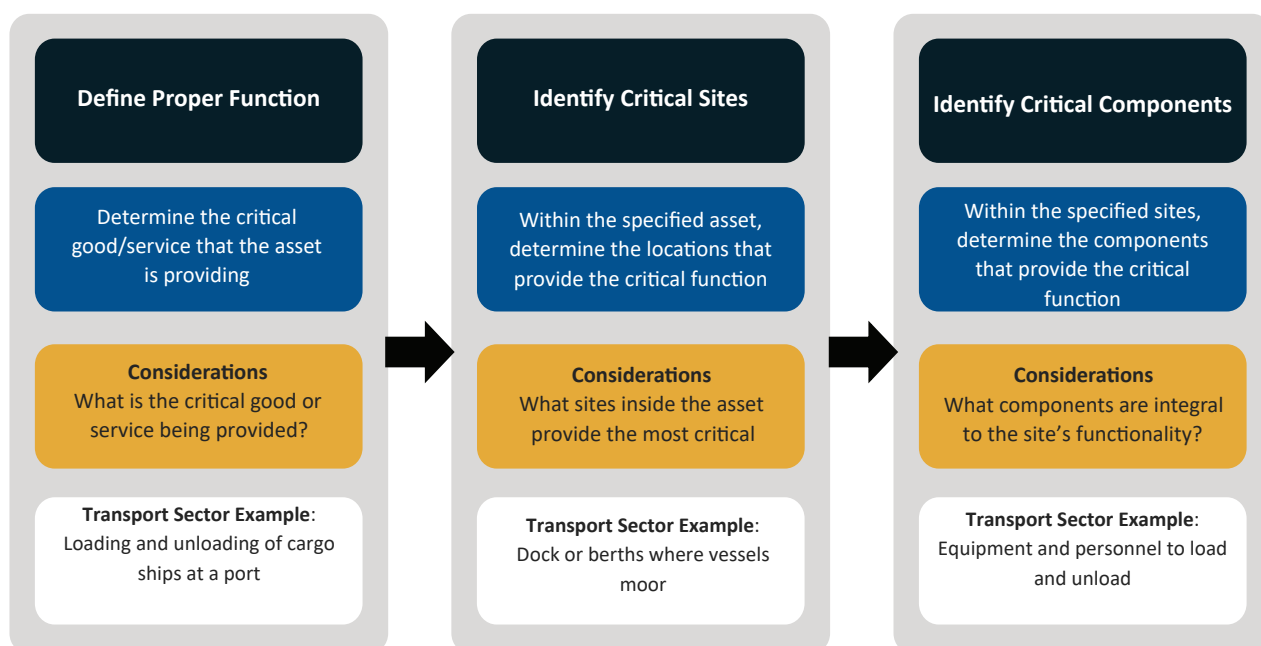 Define Proper Function
Determine the critical
good/service that the asset
is providing
Considerations
What is the critical good or
service being provided?
Transport Sector Example:
Loading and unloading of cargo
ships at a port
Identify Critical Sites
Within the specified asset,
determine the locations that
provide the critical function
Considerations
What sites inside the asset
provide the most critical
Transport Sector Example:
Dock or berths where vessels
moor
Identify Critical Components
Within the specified sites,
determine the components
that provide the critical
function
Considerations
What components are integral
to the site’s functionality?
Transport Sector Example:
Equipment and personnel to load
and unload